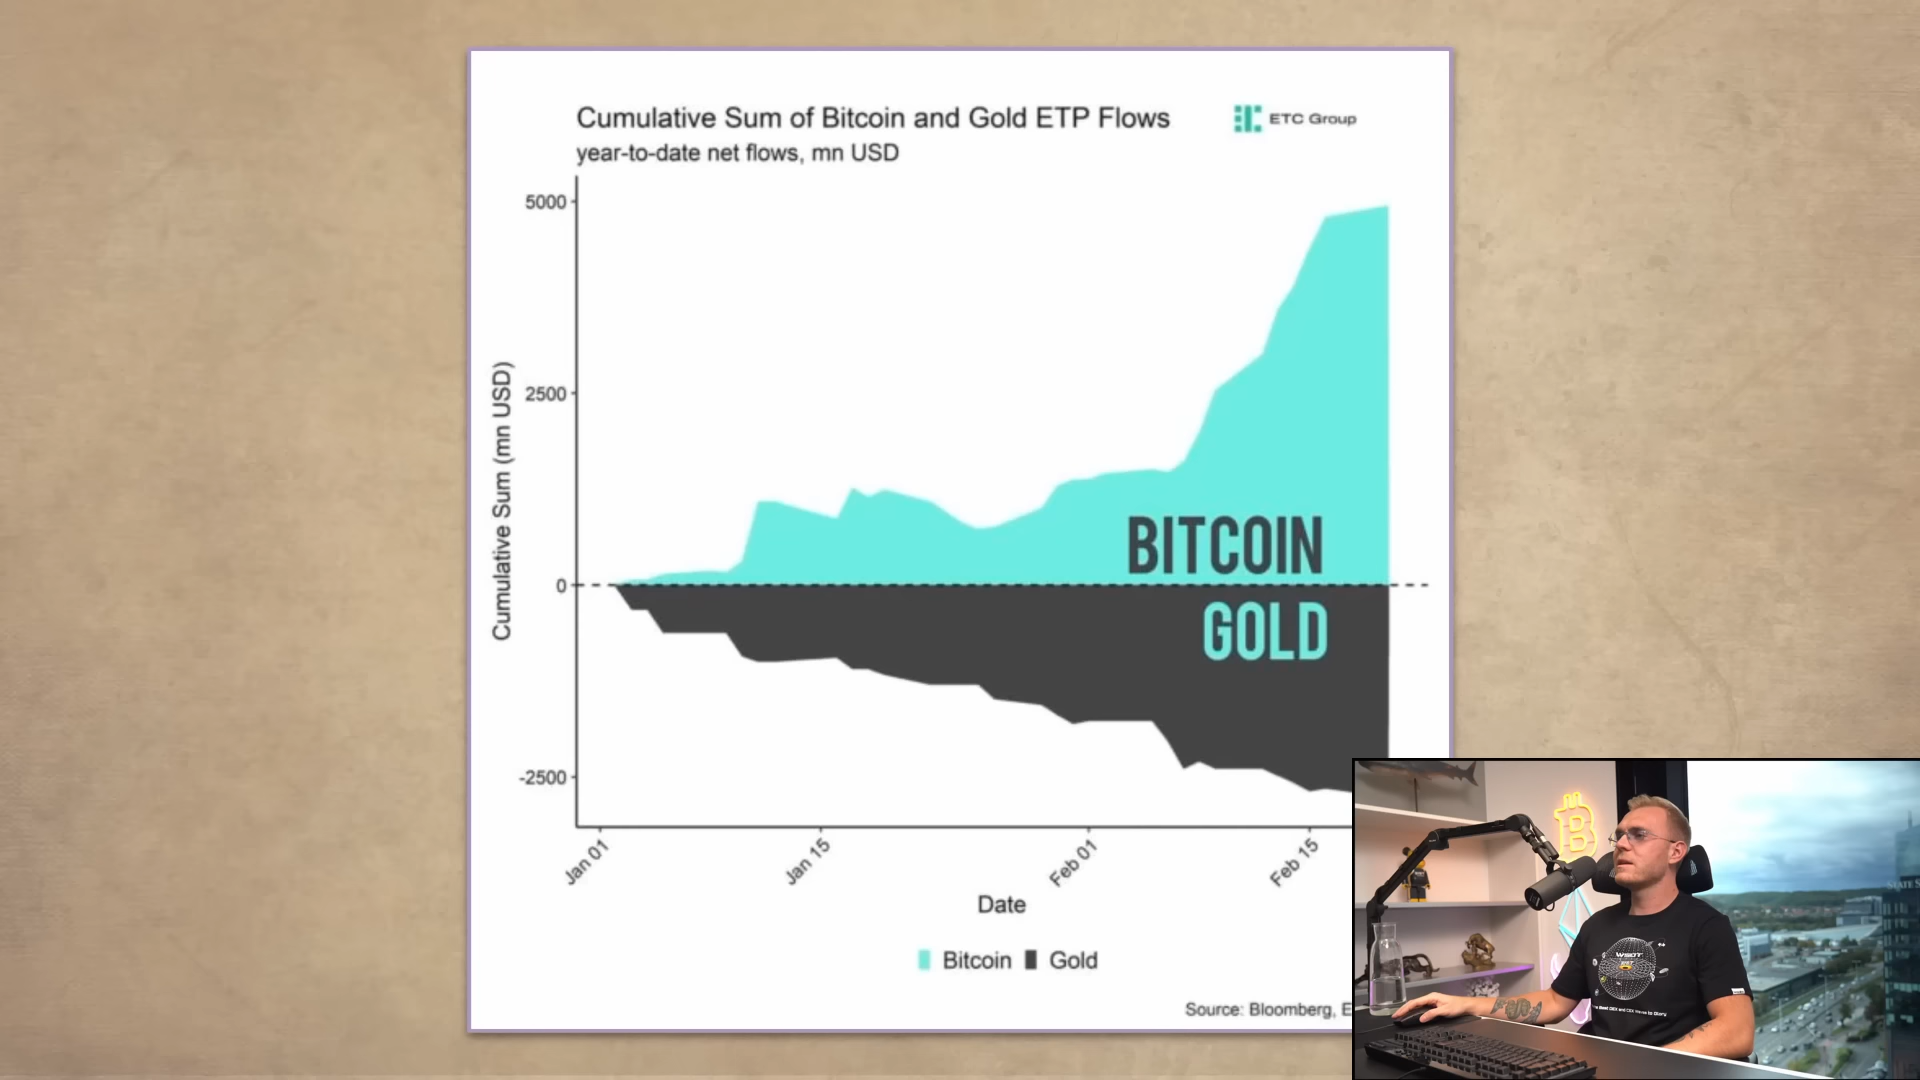 Cumulative Sum of Bitcoin and Gold ETP Flows
ETC Group
year-to-date net flows, mn USD
Cumulative Sum (mn USD)
5000
2500
0
-2500
BITCOIN
GOLD
Jan 01
Jan 15
Feb 01
Feb 15
Date
Bitcoin
Gold
Source: Bloomberg, E
WSOT